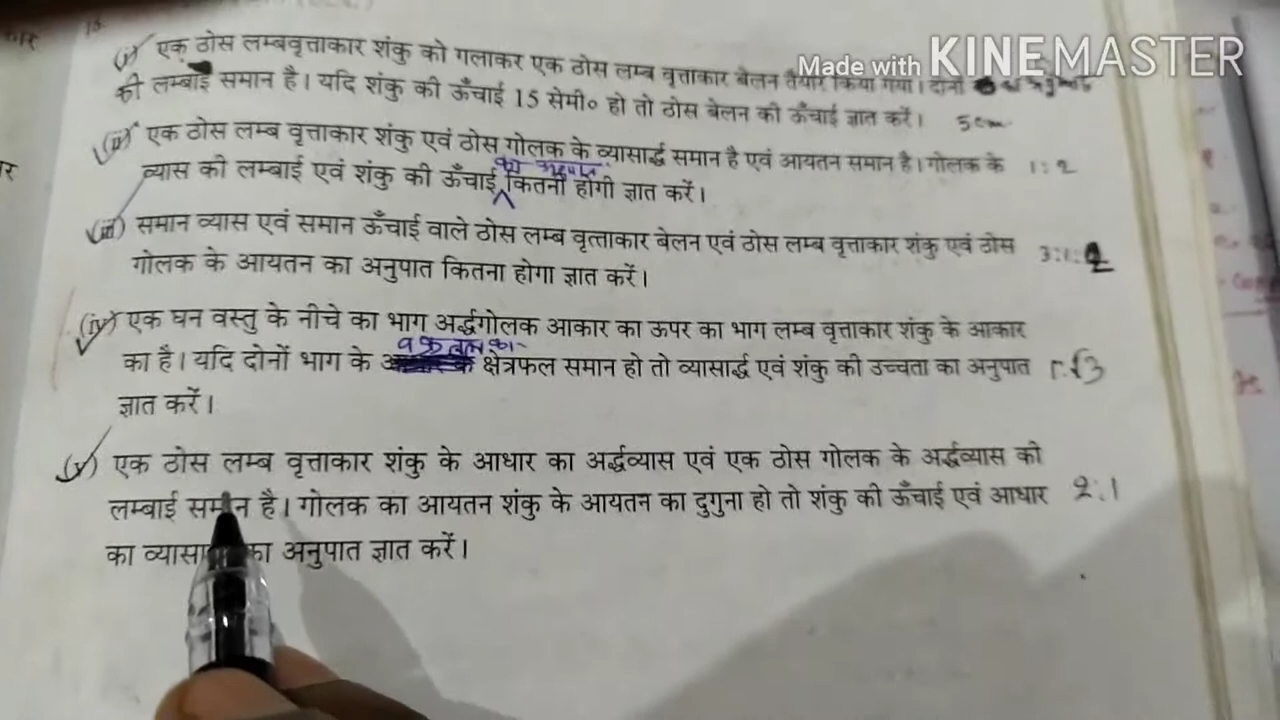 (i) एक ठोस लम्बवृत्ताकार शंकु को गलाकर एक ठोस लम्ब वृत्ताकार बेलन तैयार किया गया। दोनों
Made with KINEMASTER
की लम्बाई समान है। यदि शंकु की ऊँचाई 15 सेमी० हो तो ठोस बेलन की ऊँचाई ज्ञात करें। 5 cm
(ii) एक ठोस लम्ब वृत्ताकार शंकु एवं ठोस गोलक के व्यासार्द्ध समान है एवं आयतन समान है। गोलक के 1:2
व्यास की लम्बाई एवं शंकु की ऊँचाई कितनी होगी ज्ञात करें।
(iii) समान व्यास एवं समान ऊँचाई वाले ठोस लम्ब वृत्ताकार बेलन एवं ठोस लम्ब वृत्ताकार शंकु एवं ठोस 3:1:2
गोलक के आयतन का अनुपात कितना होगा ज्ञात करें।
(iv) एक घन वस्तु के नीचे का भाग अर्द्धगोलक आकार का ऊपर का भाग लम्ब वृत्ताकार शंकु के आकार
का है। यदि दोनों भाग के वक्रतल का क्षेत्रफल समान हो तो व्यासार्द्ध एवं शंकु की उच्चता का अनुपात
ज्ञात करें।
(v) एक ठोस लम्ब वृत्ताकार शंकु के आधार का अर्द्धव्यास एवं एक ठोस गोलक के अर्द्धव्यास की
लम्बाई समान है। गोलक का आयतन शंकु के आयतन का दुगुना हो तो शंकु की ऊँचाई एवं आधार 2:1
का का अनुपात ज्ञात करें।